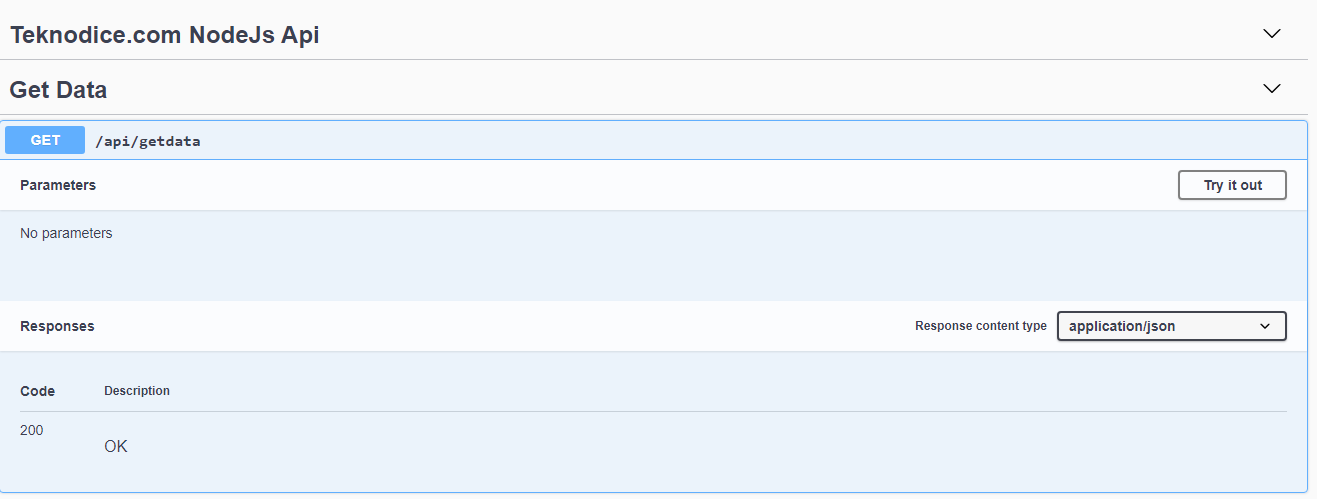 Teknodice.com NodeJs Api
Get Data
GET /api/getdata
Parameters Try it out
No parameters
Responses Response content type application/json
Code Description
200
OK